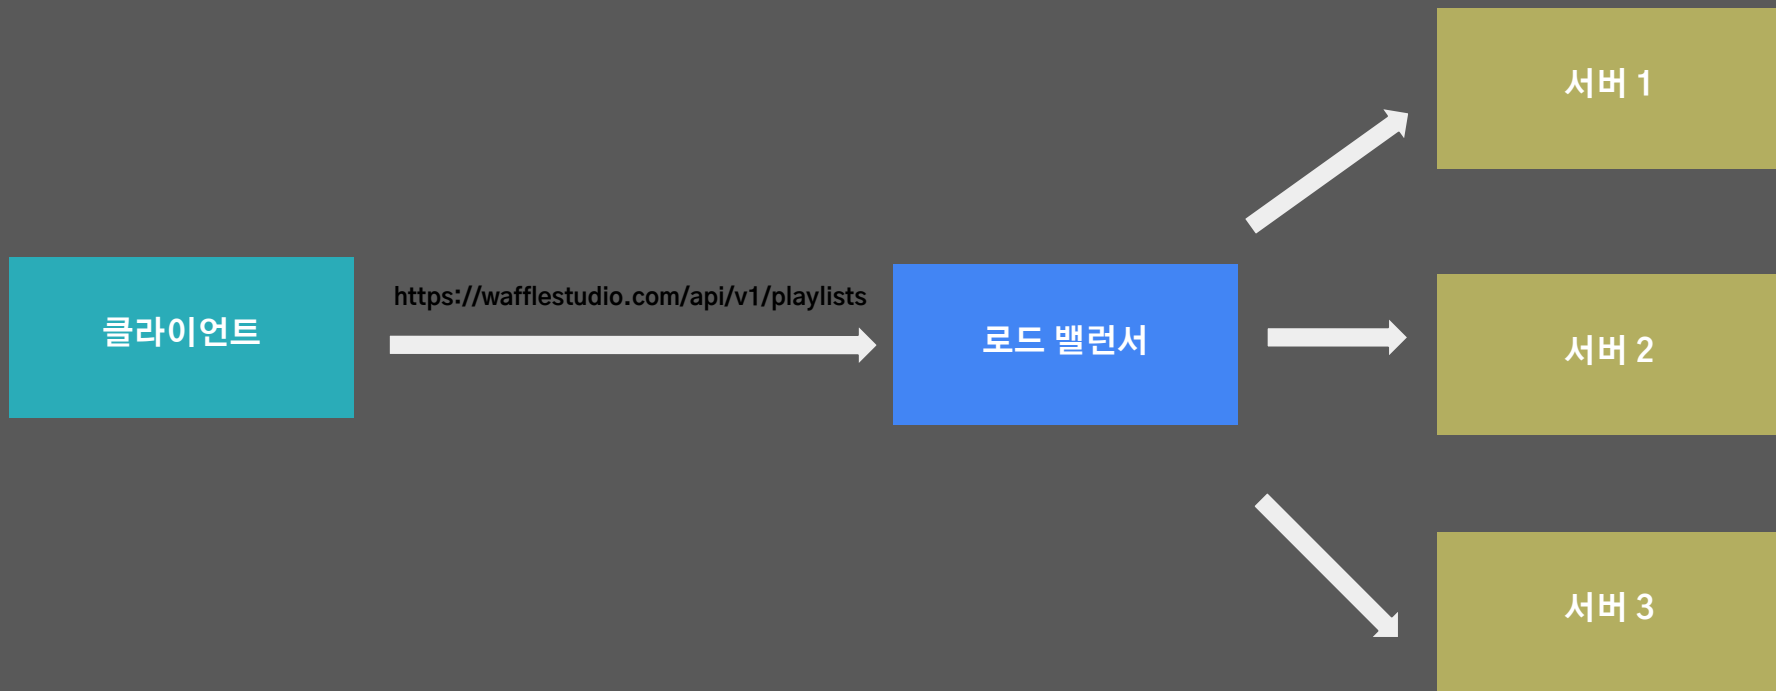 클라이언트
https://wafflestudio.com/api/v1/playlists
로드 밸런서
서버 1
서버 2
서버 3